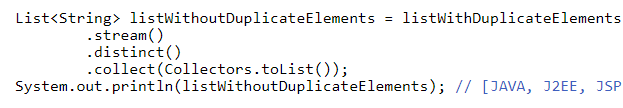 List<String> listWithoutDuplicateElements = listWithDuplicateElements
.stream()
.distinct()
.collect(Collectors.toList());
System.out.println(listWithoutDuplicateElements); // [JAVA, J2EE, JSP